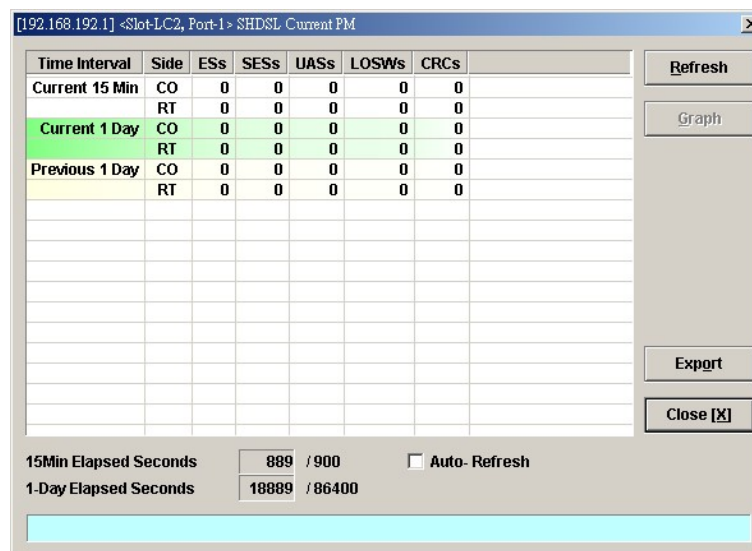 [192.168.192.1] <Slot-LC2, Port-1> SHDSL Current PM
Time Interval Side ESs SESs UASs LOSWs CRCs
Current 15 Min CO 0 0 0 0 0
RT 0 0 0 0 0
Current 1 Day CO 0 0 0 0 0
RT 0 0 0 0 0
Previous 1 Day CO 0 0 0 0 0
RT 0 0 0 0 0
Refresh
Graph
Export
Close [X]
15Min Elapsed Seconds 889 / 900 Auto- Refresh
1-Day Elapsed Seconds 18889 / 86400